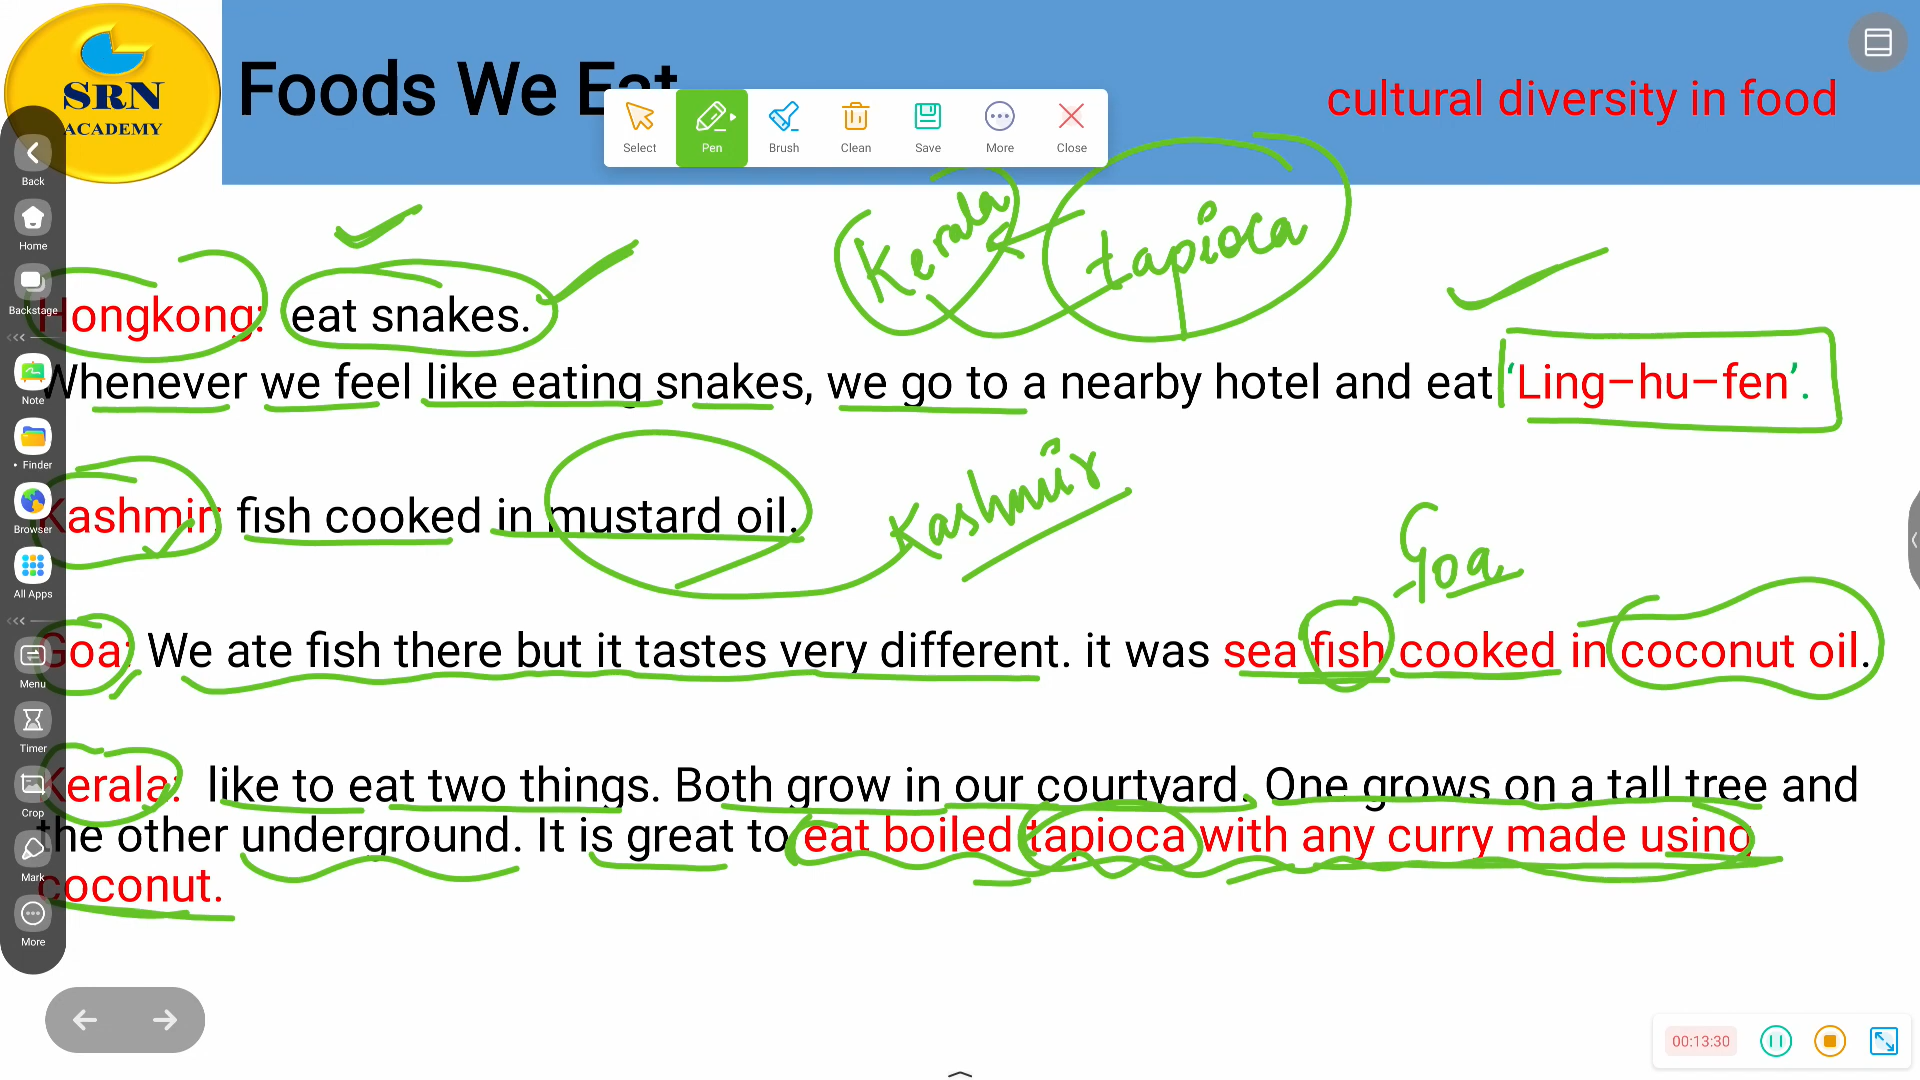 SRN
ACADEMY
Foods We Eat
cultural diversity in food
Select
Pen
Brush
Clean
Save
More
Close
Back
Home
Backstage
Note
Finder
Browser
All Apps
Menu
Timer
Crop
Mark
More
Kerala
tapioca
Hongkong: eat snakes.
Whenever we feel like eating snakes, we go to a nearby hotel and eat ‘Ling–hu–fen’.
Kashmir: fish cooked in mustard oil.
Kashmir
Goa
Goa: We ate fish there but it tastes very different. it was sea fish cooked in coconut oil.
Kerala: like to eat two things. Both grow in our courtyard. One grows on a tall tree and
the other underground. It is great to eat boiled tapioca with any curry made using
coconut.
00:13:30